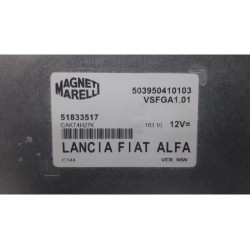 MAGNETI
MARELLI
503950410103
VSFGA1.01
51833517
12V=
LANCIA FIAT ALFA